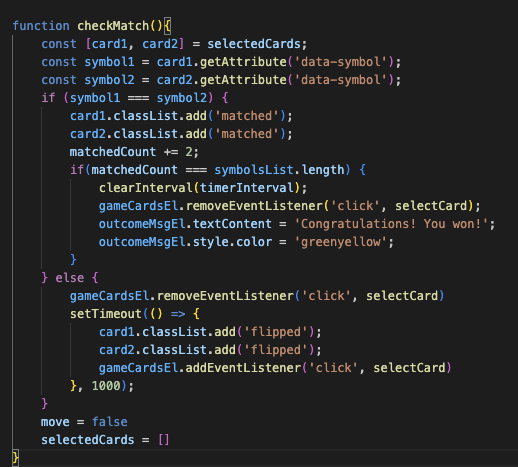 function checkMatch(){
    const [card1, card2] = selectedCards;
    const symbol1 = card1.getAttribute('data-symbol');
    const symbol2 = card2.getAttribute('data-symbol');
    if (symbol1 === symbol2) {
        card1.classList.add('matched');
        card2.classList.add('matched');
        matchedCount += 2;
        if(matchedCount === symbolsList.length) {
            clearInterval(timerInterval);
            gameCardsEl.removeEventListener('click', selectCard);
            outcomeMsgEl.textContent = 'Congratulations! You won!';
            outcomeMsgEl.style.color = 'greenyellow';
        }
    } else {
        gameCardsEl.removeEventListener('click', selectCard)
        setTimeout(() => {
            card1.classList.add('flipped');
            card2.classList.add('flipped');
            gameCardsEl.addEventListener('click', selectCard)
        }, 1000);
    }
    move = false
    selectedCards = []
}